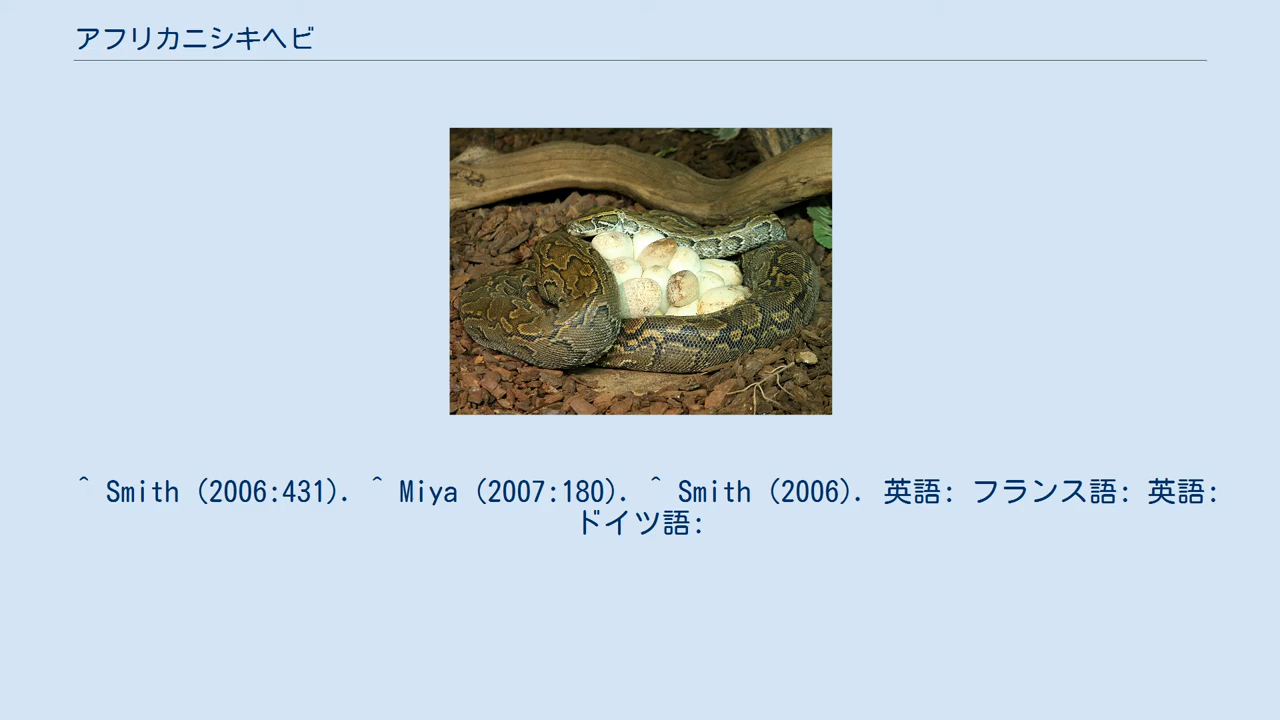 アフリカニシキヘビ
^ Smith (2006:431). ^ Miya (2007:180). ^ Smith (2006). 英語: フランス語: 英語:
ドイツ語: